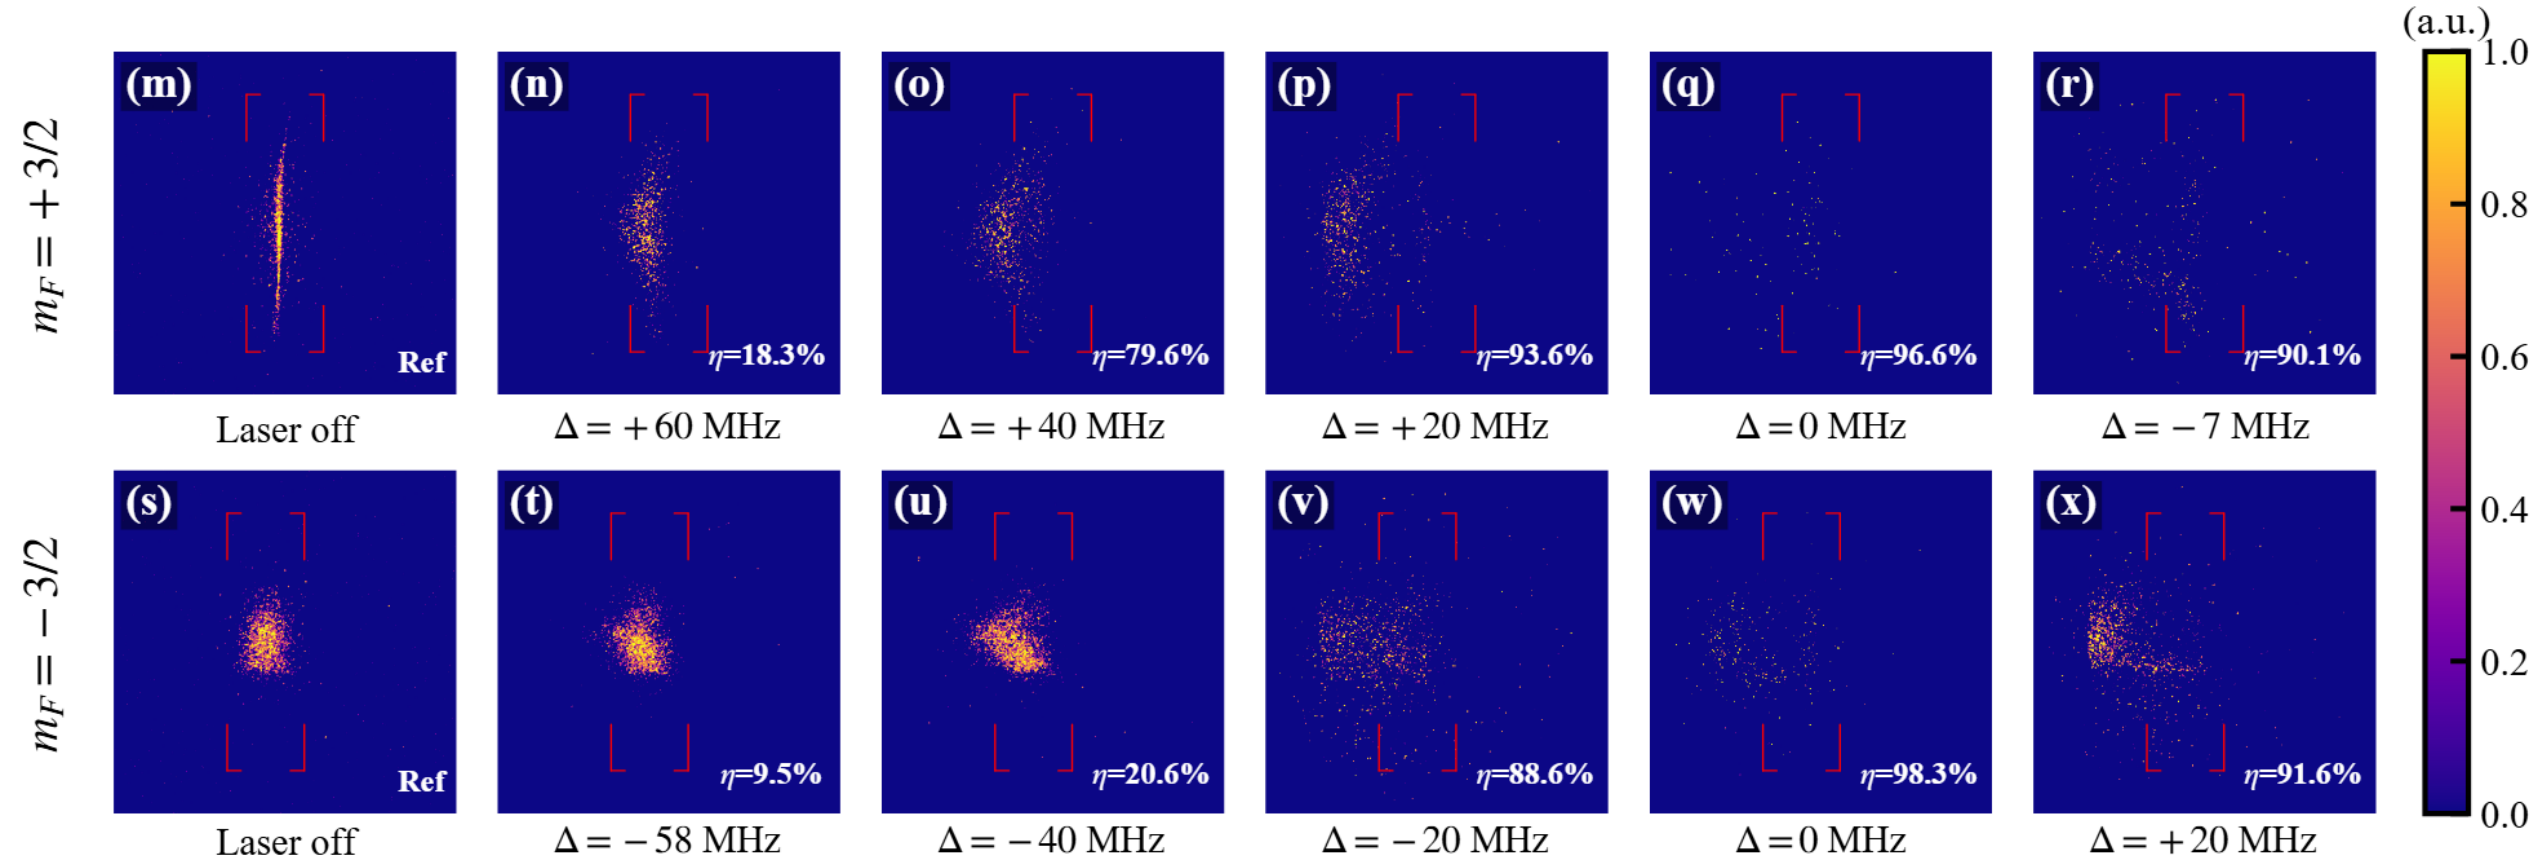 (a.u.)
(m) (n) (o) (p) (q) (r)
m_F = + 3/2
Ref η=18.3% η=79.6% η=93.6% η=96.6% η=90.1%
Laser off Δ = +60 MHz Δ = +40 MHz Δ = +20 MHz Δ = 0 MHz Δ = −7 MHz
(s) (t) (u) (v) (w) (x)
m_F = − 3/2
Ref η=9.5% η=20.6% η=88.6% η=98.3% η=91.6%
Laser off Δ = −58 MHz Δ = −40 MHz Δ = −20 MHz Δ = 0 MHz Δ = +20 MHz
1.0
0.8
0.6
0.4
0.2
0.0